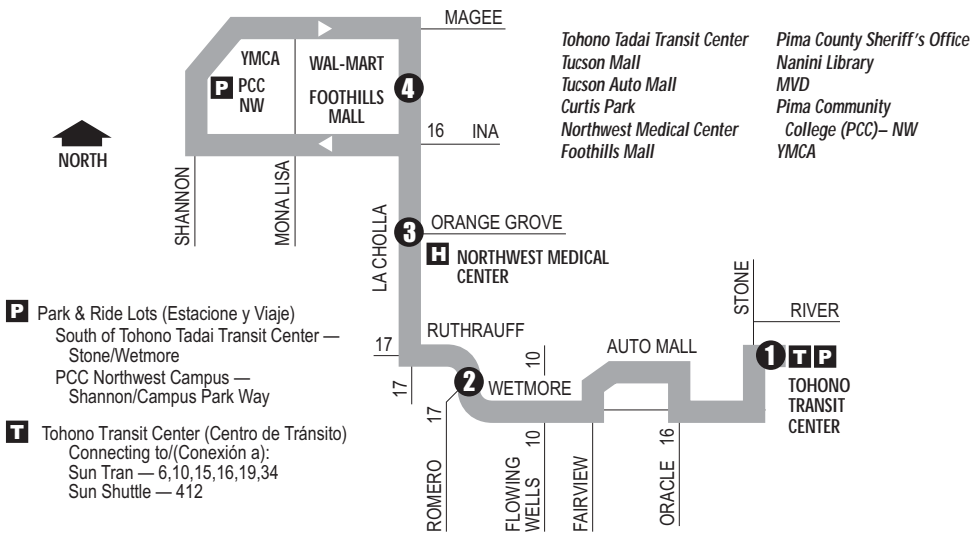 MAGEE
YMCA
WAL-MART
P PCC
NW
FOOTHILLS
MALL
4
16 INA
NORTH
SHANNON
MONA LISA
LA CHOLLA
3
ORANGE GROVE
H NORTHWEST MEDICAL
CENTER
Tohono Tadai Transit Center
Tucson Mall
Tucson Auto Mall
Curtis Park
Northwest Medical Center
Foothills Mall
Pima County Sheriff's Office
Nanini Library
MVD
Pima Community
College (PCC)– NW
YMCA
RUTHRAUFF
17
17
2
WETMORE
17
ROMERO
10
10
FLOWING
WELLS
FAIRVIEW
AUTO MALL
16
ORACLE
STONE
RIVER
1 T P
TOHONO
TRANSIT
CENTER
P Park & Ride Lots (Estacione y Viaje)
South of Tohono Tadai Transit Center —
Stone/Wetmore
PCC Northwest Campus —
Shannon/Campus Park Way
T Tohono Transit Center (Centro de Tránsito)
Connecting to/(Conexión a):
Sun Tran — 6,10,15,16,19,34
Sun Shuttle — 412